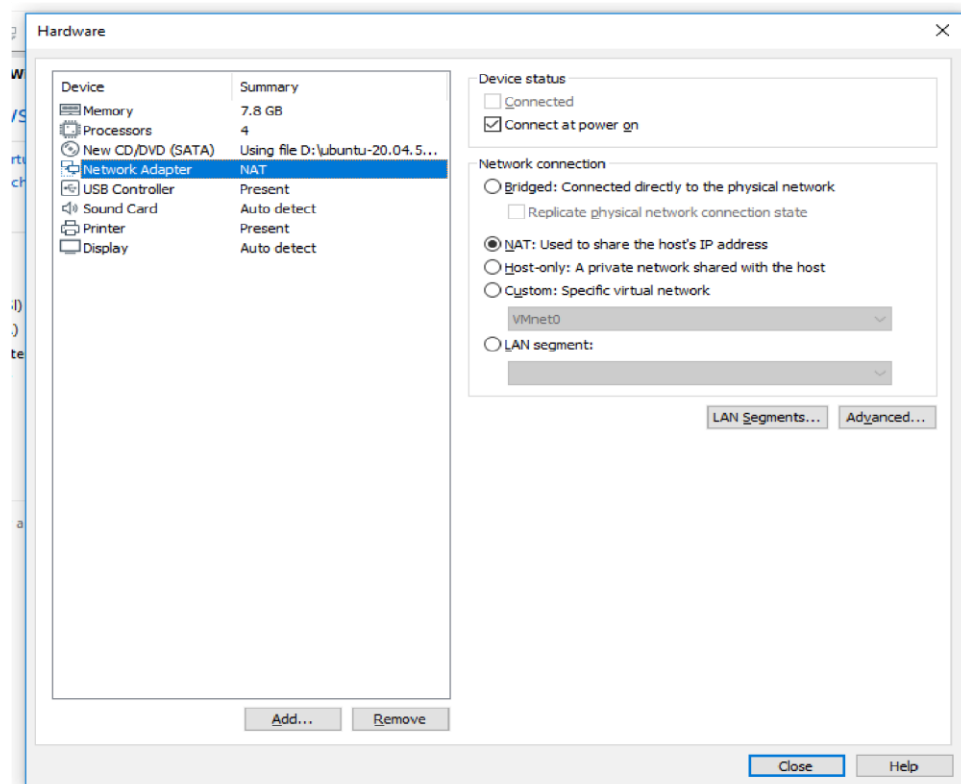 Hardware
Device Summary
Memory 7.8 GB
Processors 4
New CD/DVD (SATA) Using file D:\ubuntu-20.04.5...
Network Adapter NAT
USB Controller Present
Sound Card Auto detect
Printer Present
Display Auto detect
Add... Remove
Device status
Connected
Connect at power on
Network connection
Bridged: Connected directly to the physical network
Replicate physical network connection state
NAT: Used to share the host's IP address
Host-only: A private network shared with the host
Custom: Specific virtual network
VMnet0
LAN segment:
LAN Segments... Advanced...
Close Help